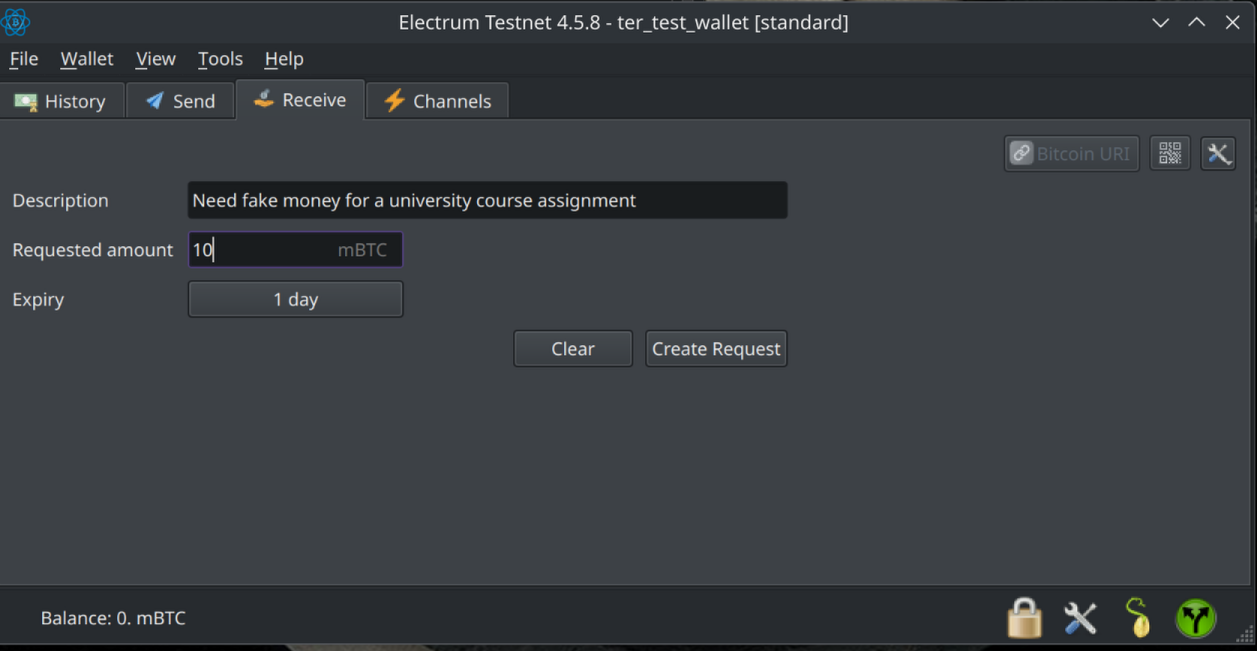 Electrum Testnet 4.5.8 - ter_test_wallet [standard]
File Wallet View Tools Help
History Send Receive Channels
Bitcoin URI
Description Need fake money for a university course assignment
Requested amount 10 mBTC
Expiry 1 day
Clear Create Request
Balance: 0. mBTC